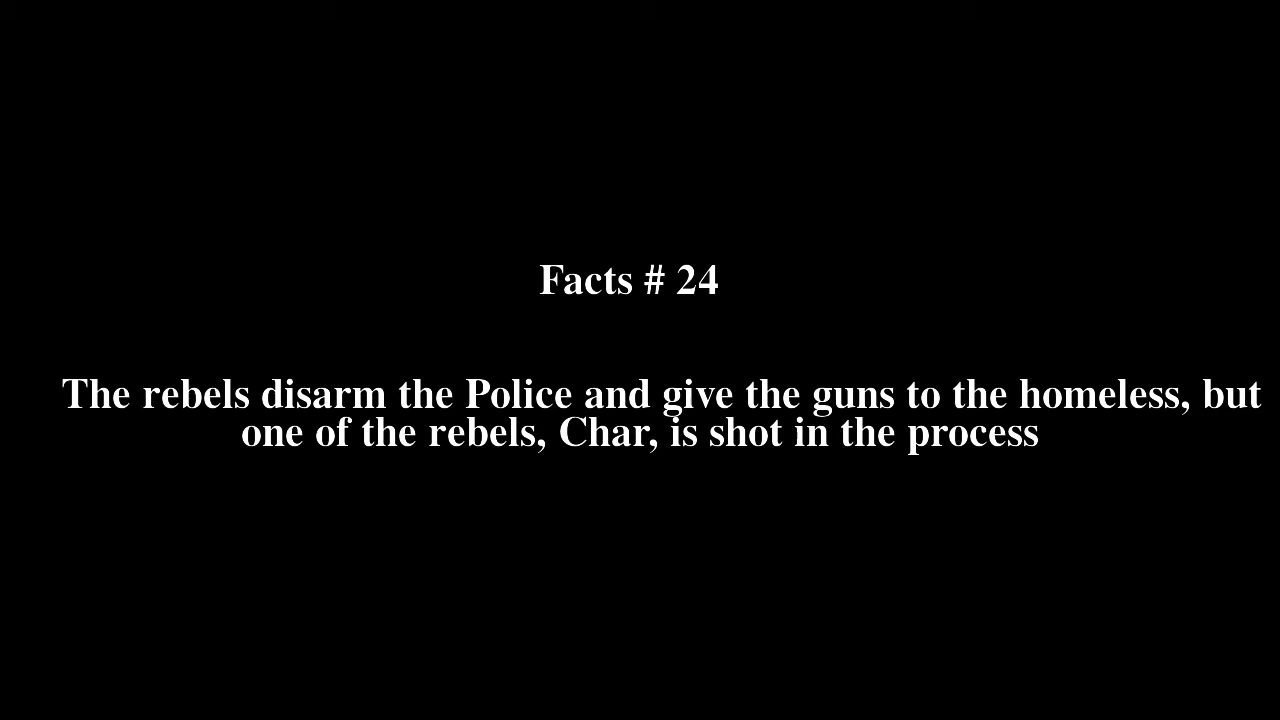 Facts # 24
The rebels disarm the Police and give the guns to the homeless, but
one of the rebels, Char, is shot in the process